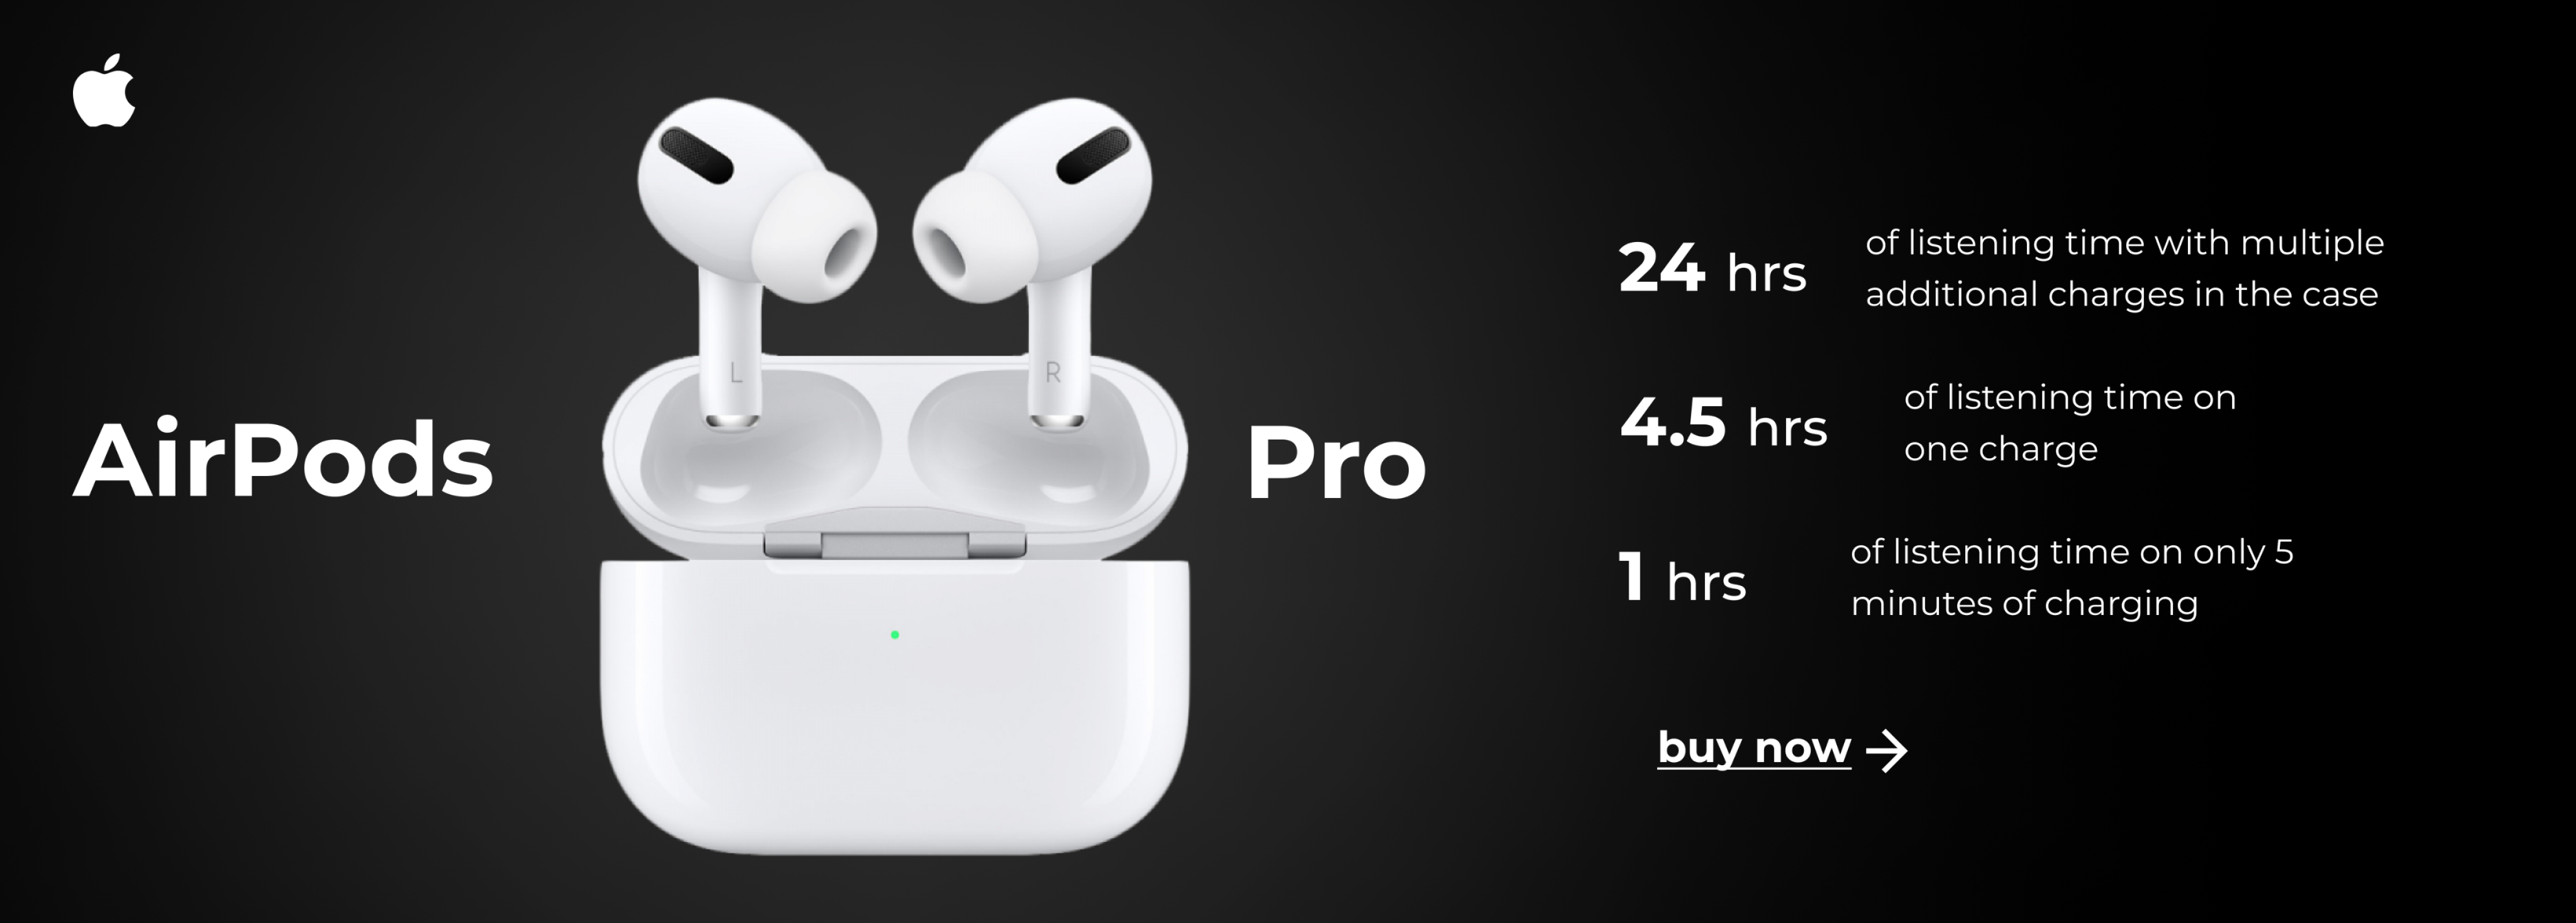 AirPods
L
R
Pro
24 hrs
of listening time with multiple
additional charges in the case
4.5 hrs
of listening time on
one charge
1 hrs
of listening time on only 5
minutes of charging
buy now